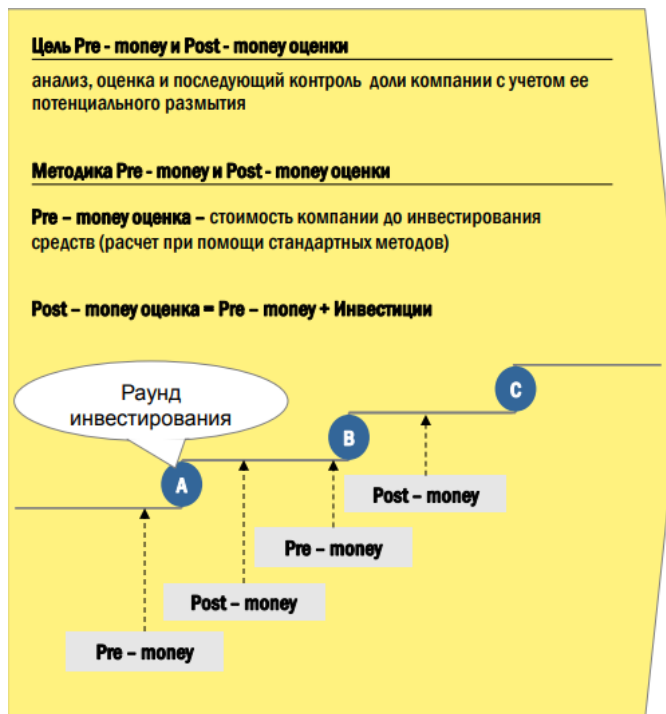 Цель Pre - money и Post - money оценки
анализ, оценка и последующий контроль доли компании с учетом ее
потенциального размытия
Методика Pre - money и Post - money оценки
Pre – money оценка – стоимость компании до инвестирования
средств (расчет при помощи стандартных методов)
Post – money оценка = Pre – money + Инвестиции
C
Раунд
инвестирования
B
A
Post – money
Pre – money
Post – money
Pre – money